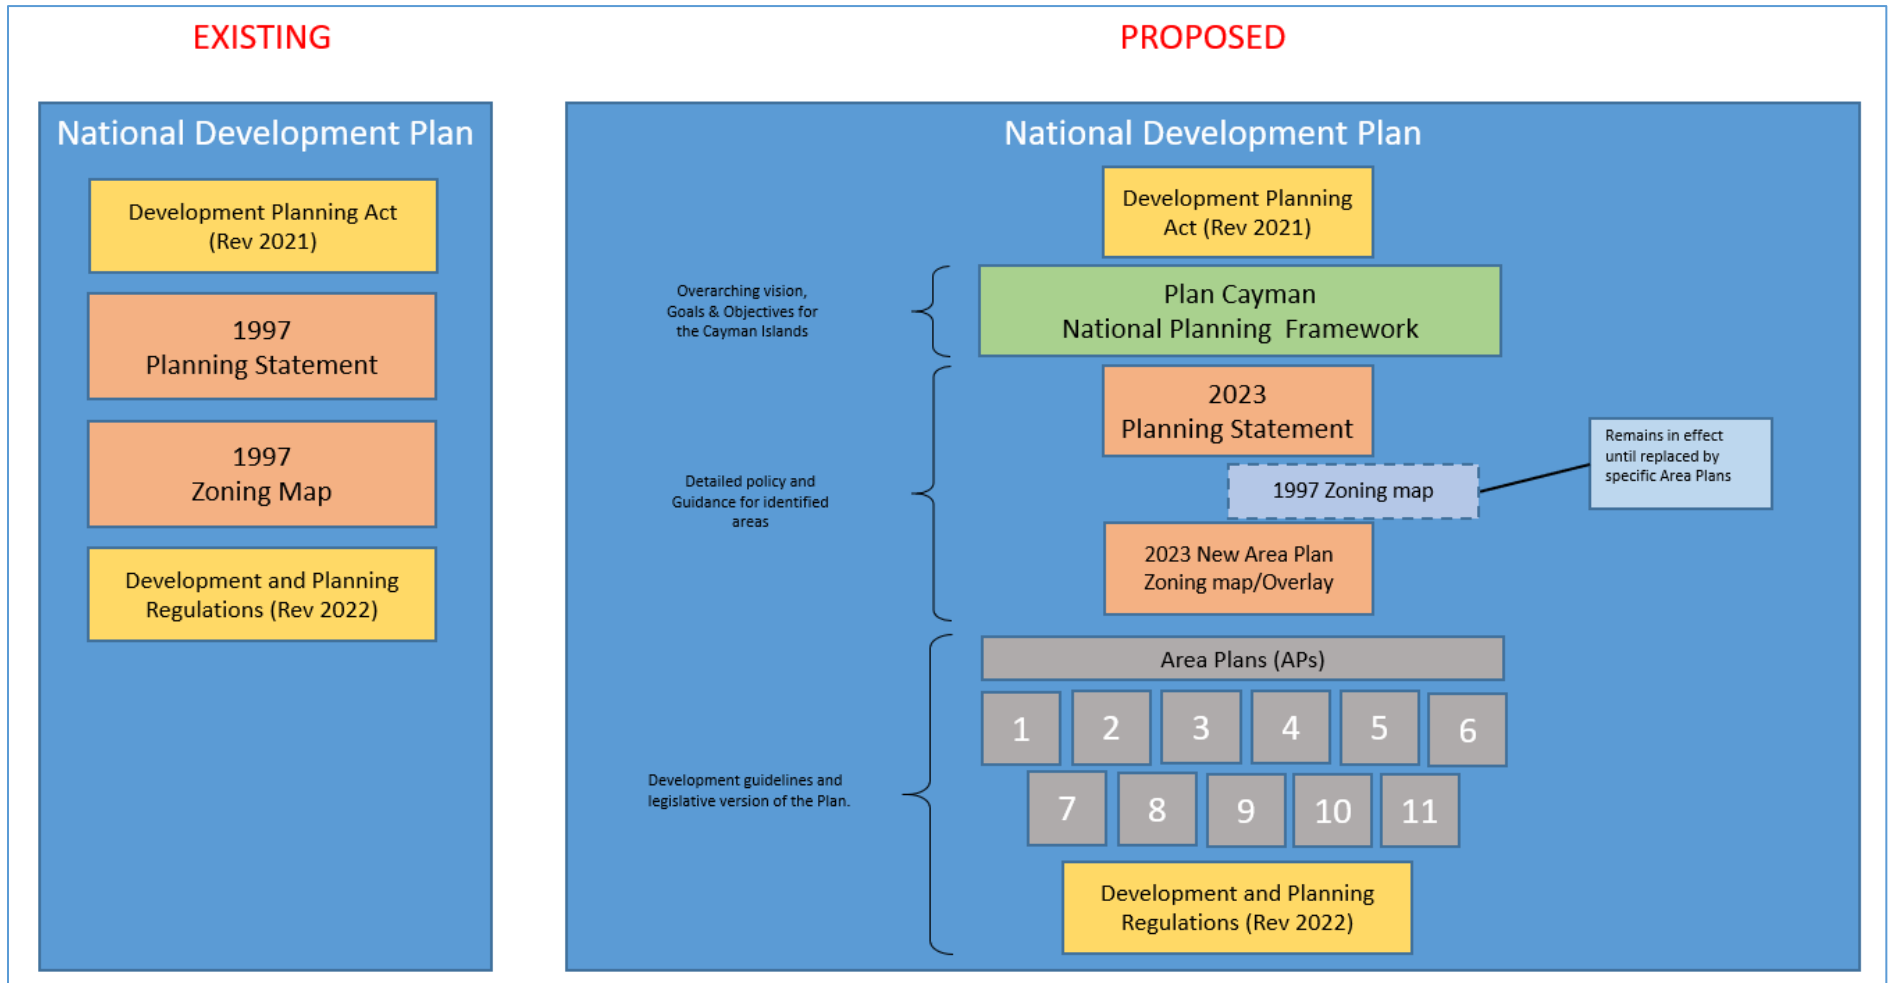 EXISTING
National Development Plan
Development Planning Act
(Rev 2021)
1997
Planning Statement
1997
Zoning Map
Development and Planning
Regulations (Rev 2022)
PROPOSED
National Development Plan
Development Planning
Act (Rev 2021)
Overarching vision,
Goals & Objectives for
the Cayman Islands
Plan Cayman
National Planning Framework
Detailed policy and
Guidance for identified
areas
2023
Planning Statement
1997 Zoning map
Remains in effect
until replaced by
specific Area Plans
2023 New Area Plan
Zoning map/Overlay
Development guidelines and
legislative version of the Plan.
Area Plans (APs)
1 2 3 4 5 6
7 8 9 10 11
Development and Planning
Regulations (Rev 2022)